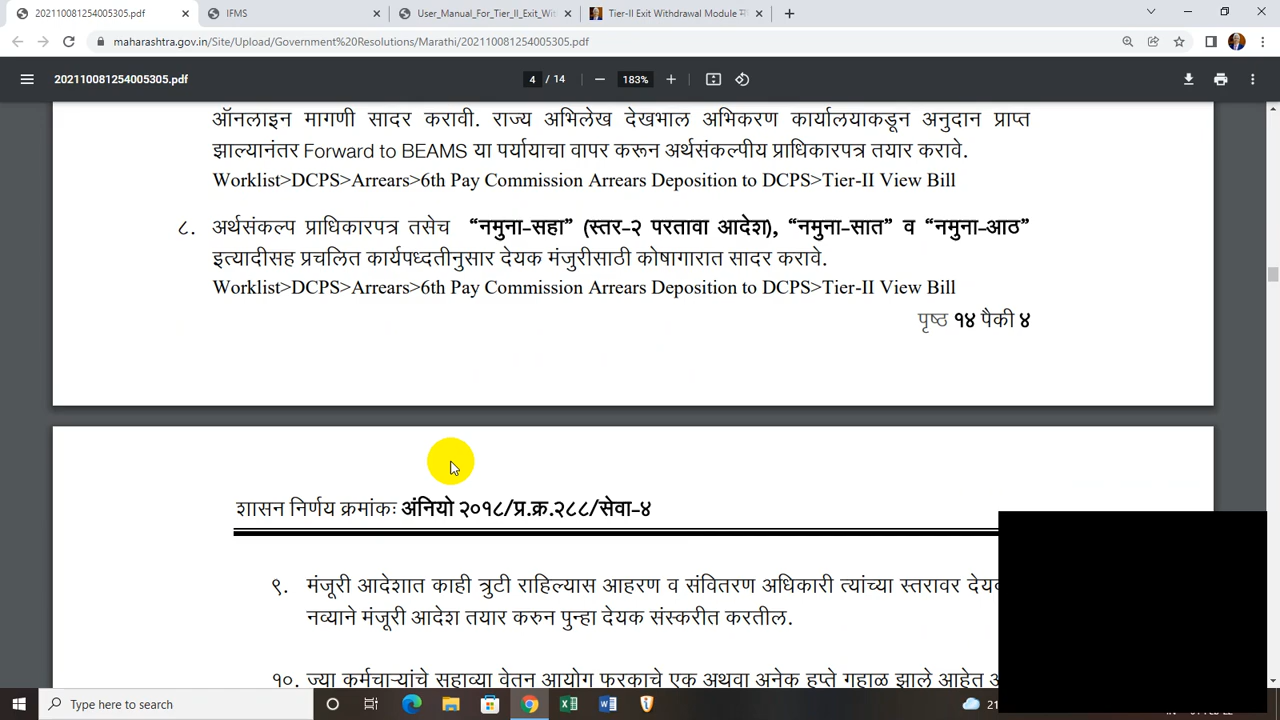 202110081254005305.pdf
IFMS
User_Manual_For_Tier_II_Exit_Wit
Tier-II Exit Withdrawal Module
maharashtra.gov.in/Site/Upload/Government%20Resolutions/Marathi/202110081254005305.pdf
202110081254005305.pdf
4 / 14
183%
ऑनलाइन मागणी सादर करावी. राज्य अभिलेख देखभाल अभिकरण कार्यालयाकडून अनुदान प्राप्त
झाल्यानंतर Forward to BEAMS या पर्यायाचा वापर करून अर्थसंकल्पीय प्राधिकारपत्र तयार करावे.
Worklist>DCPS>Arrears>6th Pay Commission Arrears Deposition to DCPS>Tier-II View Bill
८. अर्थसंकल्प प्राधिकारपत्र तसेच “नमुना-सहा” (स्तर-२ परतावा आदेश), “नमुना-सात” व “नमुना-आठ”
इत्यादीसह प्रचलित कार्यपध्दतीनुसार देयक मंजुरीसाठी कोषागारात सादर करावे.
Worklist>DCPS>Arrears>6th Pay Commission Arrears Deposition to DCPS>Tier-II View Bill
पृष्ठ १४ पैकी ४
शासन निर्णय क्रमांकः अंनियो २०१८/प्र.क्र.२८८/सेवा-४
९. मंजूरी आदेशात काही त्रुटी राहिल्यास आहरण व संवितरण अधिकारी त्यांच्या स्तरावर देयक
नव्याने मंजूरी आदेश तयार करुन पुन्हा देयक संस्करीत करतील.
१०. ज्या कर्मचाऱ्यांचे सहाव्या वेतन आयोग फरकाचे एक अथवा अनेक हप्ते गहाळ झाले आहेत
Type here to search